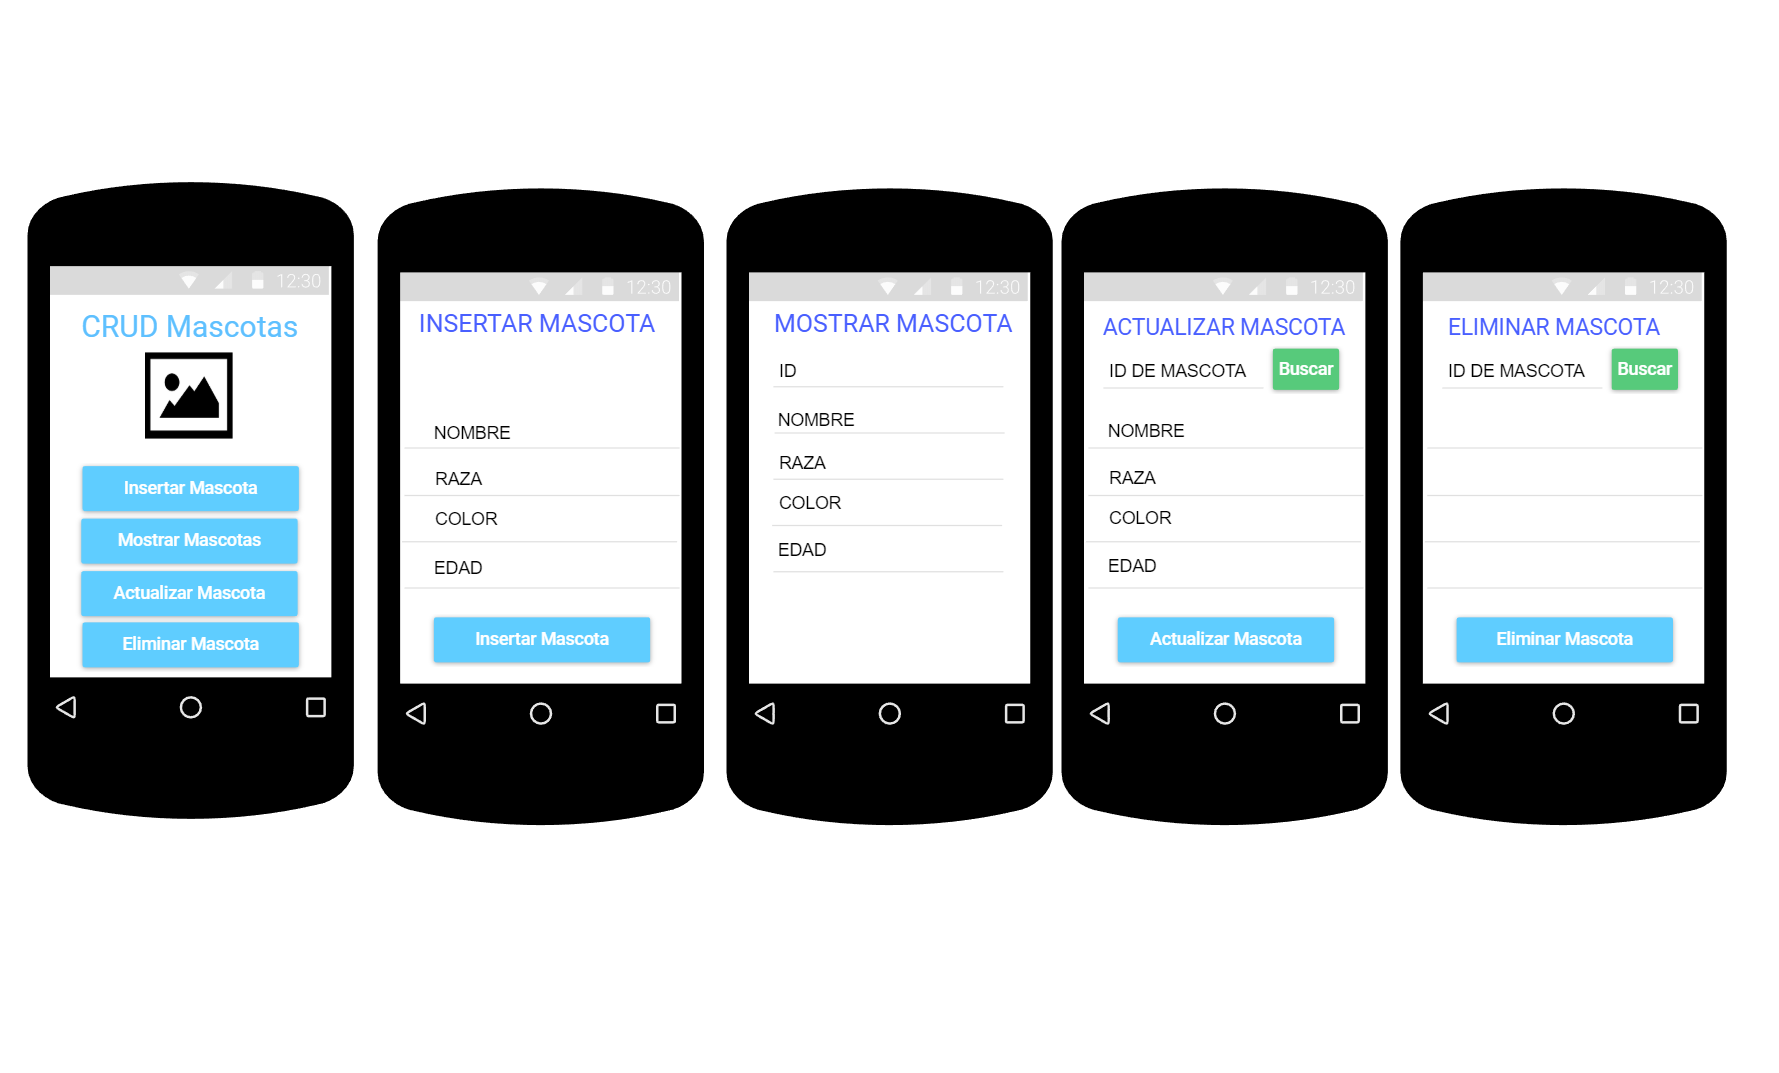 12:30
CRUD Mascotas
Insertar Mascota
Mostrar Mascotas
Actualizar Mascota
Eliminar Mascota
12:30
INSERTAR MASCOTA
NOMBRE
RAZA
COLOR
EDAD
Insertar Mascota
12:30
MOSTRAR MASCOTA
ID
NOMBRE
RAZA
COLOR
EDAD
12:30
ACTUALIZAR MASCOTA
ID DE MASCOTA Buscar
NOMBRE
RAZA
COLOR
EDAD
Actualizar Mascota
12:30
ELIMINAR MASCOTA
ID DE MASCOTA Buscar
Eliminar Mascota